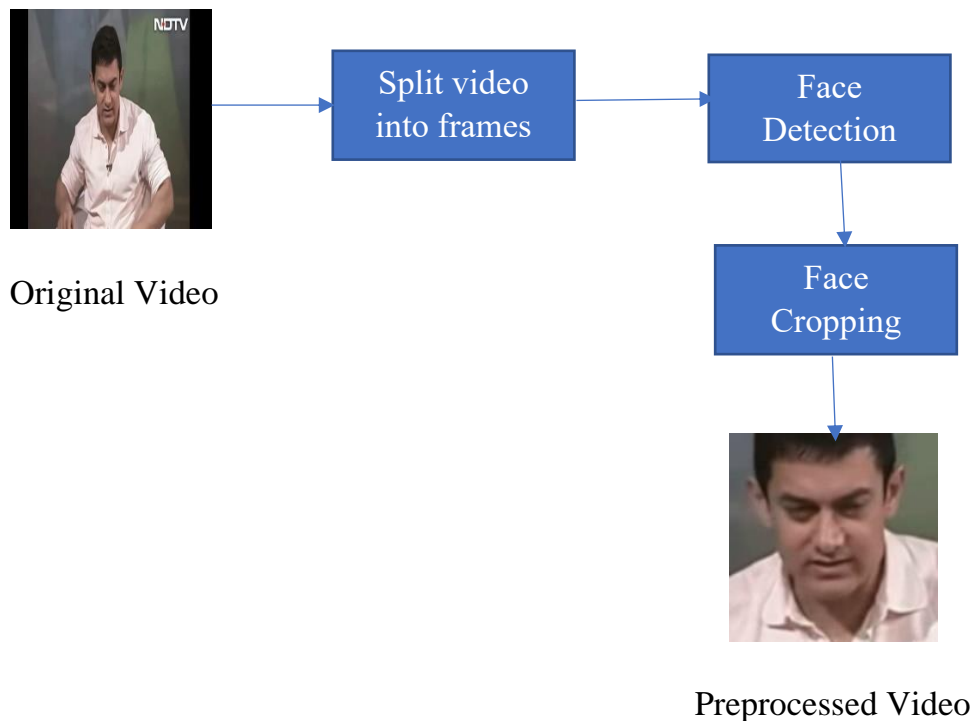 NDTV
Split video
into frames
Face
Detection
Original Video
Face
Cropping
Preprocessed Video